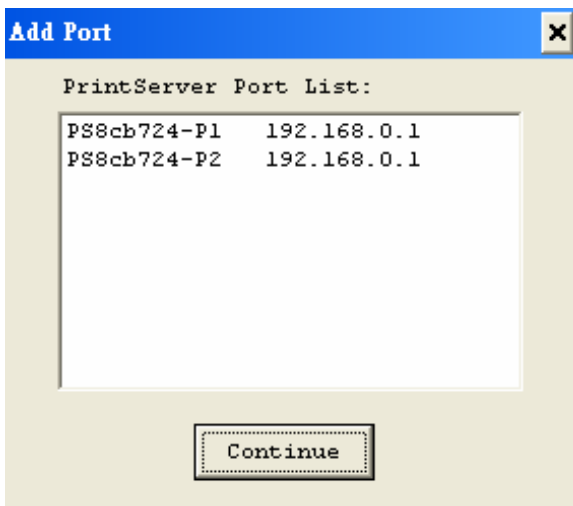 Add Port
PrintServer Port List:
PS8cb724-P1 192.168.0.1
PS8cb724-P2 192.168.0.1
Continue